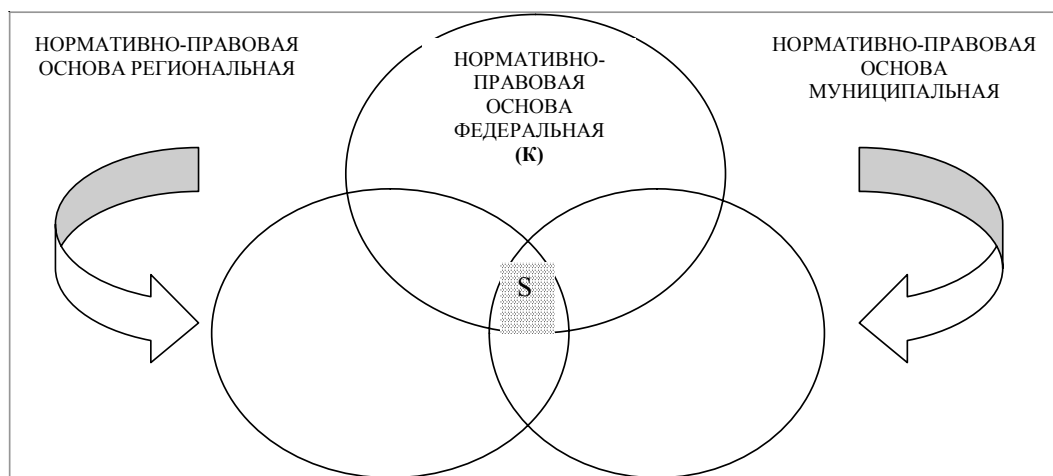 НОРМАТИВНО-ПРАВОВАЯ
ОСНОВА РЕГИОНАЛЬНАЯ
НОРМАТИВНО-
ПРАВОВАЯ
ОСНОВА
ФЕДЕРАЛЬНАЯ
(К)
НОРМАТИВНО-ПРАВОВАЯ
ОСНОВА
МУНИЦИПАЛЬНАЯ
S